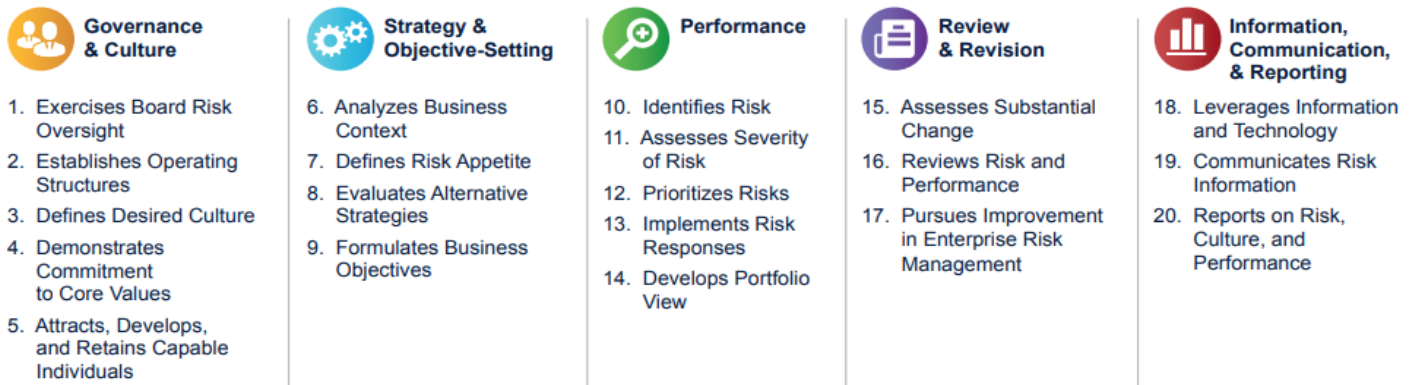 Governance
& Culture
1. Exercises Board Risk
Oversight
2. Establishes Operating
Structures
3. Defines Desired Culture
4. Demonstrates
Commitment
to Core Values
5. Attracts, Develops,
and Retains Capable
Individuals
Strategy &
Objective-Setting
6. Analyzes Business
Context
7. Defines Risk Appetite
8. Evaluates Alternative
Strategies
9. Formulates Business
Objectives
Performance
10. Identifies Risk
11. Assesses Severity
of Risk
12. Prioritizes Risks
13. Implements Risk
Responses
14. Develops Portfolio
View
Review
& Revision
15. Assesses Substantial
Change
16. Reviews Risk and
Performance
17. Pursues Improvement
in Enterprise Risk
Management
Information,
Communication,
& Reporting
18. Leverages Information
and Technology
19. Communicates Risk
Information
20. Reports on Risk,
Culture, and
Performance